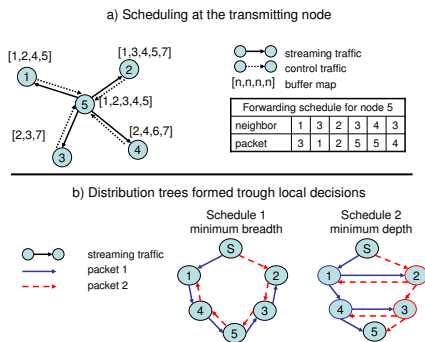 a) Scheduling at the transmitting node
[1,2,4,5]
[1,3,4,5,7]
1
2
5
[1,2,3,4,5]
[2,3,7]
[2,4,6,7]
3
4
streaming traffic
control traffic
[n,n,n,n] buffer map
Forwarding schedule for node 5
neighbor 1 3 2 3 4 3
packet 3 1 2 5 5 4
b) Distribution trees formed trough local decisions
streaming traffic
packet 1
packet 2
Schedule 1
minimum breadth
S
1
2
4
3
5
Schedule 2
minimum depth
S
1
2
4
3
5